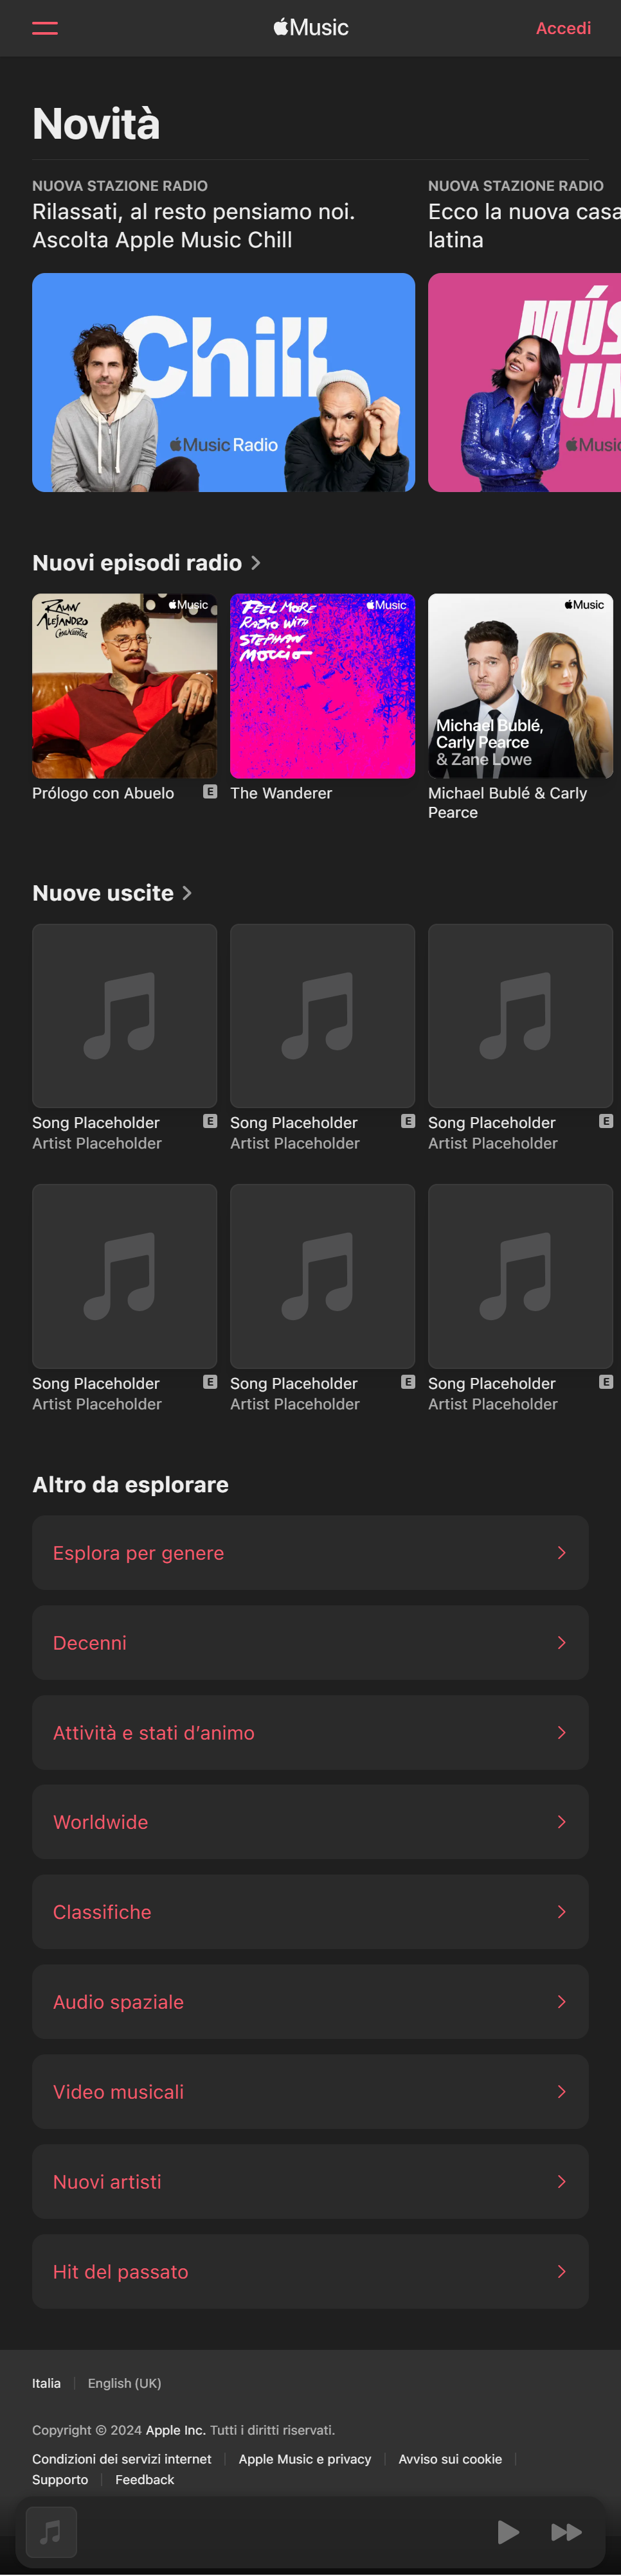 Music
Accedi
Novità
NUOVA STAZIONE RADIO
Rilassati, al resto pensiamo noi.
Ascolta Apple Music Chill
NUOVA STAZIONE RADIO
Ecco la nuova casa
latina
Chill
Music Radio
MÚS
UN
Music
Nuovi episodi radio
RAUW
ALEJANDRO
Music
FEEL MORE
RADIO WITH
STEPHAN
MOCCIO
Music
Music
Michael Bublé,
Carly Pearce
& Zane Lowe
Prólogo con Abuelo
E
The Wanderer
Michael Bublé & Carly
Pearce
Nuove uscite
Song Placeholder
E
Artist Placeholder
Song Placeholder
E
Artist Placeholder
Song Placeholder
E
Artist Placeholder
Song Placeholder
E
Artist Placeholder
Song Placeholder
E
Artist Placeholder
Song Placeholder
E
Artist Placeholder
Altro da esplorare
Esplora per genere
Decenni
Attività e stati d’animo
Worldwide
Classifiche
Audio spaziale
Video musicali
Nuovi artisti
Hit del passato
Italia
English (UK)
Copyright © 2024 Apple Inc. Tutti i diritti riservati.
Condizioni dei servizi internet
Apple Music e privacy
Avviso sui cookie
Supporto
Feedback